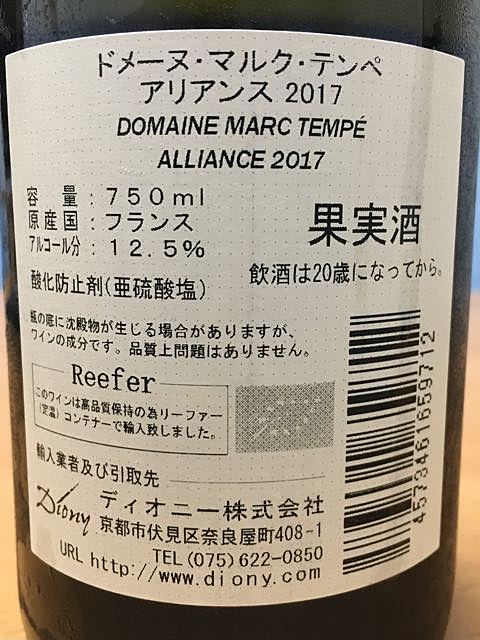 ドメーヌ・マルク・テンペ
アリアンス 2017
DOMAINE MARC TEMPÉ
ALLIANCE 2017
容 量:750ml
原産国:フランス
アルコール分:12.5%
果実酒
酸化防止剤(亜硫酸塩)
飲酒は20歳になってから。
瓶の底に沈殿物が生じる場合がありますが、
ワインの成分です。品質上問題はありません。
Reefer
このワインは高品質保持の為リーファー
(定温)コンテナーで輸入致しました。
輸入業者及び引取先
Diony ディオニー株式会社
京都市伏見区奈良屋町408-1
TEL(075)622-0850
URL http://www.diony.com
4573461659712